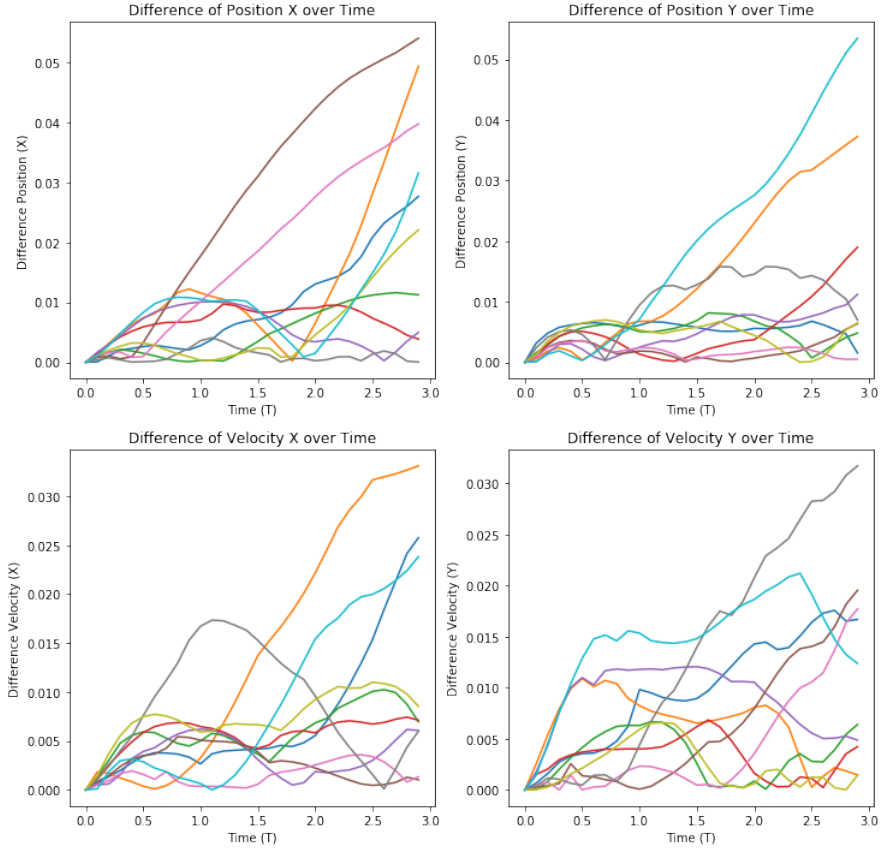 Difference of Position X over Time
Difference Position (X)
0.05
0.04
0.03
0.02
0.01
0.00
0.0 0.5 1.0 1.5 2.0 2.5 3.0
Time (T)
Difference of Position Y over Time
Difference Position (Y)
0.05
0.04
0.03
0.02
0.01
0.00
0.0 0.5 1.0 1.5 2.0 2.5 3.0
Time (T)
Difference of Velocity X over Time
Difference Velocity (X)
0.030
0.025
0.020
0.015
0.010
0.005
0.000
0.0 0.5 1.0 1.5 2.0 2.5 3.0
Time (T)
Difference of Velocity Y over Time
Difference Velocity (Y)
0.030
0.025
0.020
0.015
0.010
0.005
0.000
0.0 0.5 1.0 1.5 2.0 2.5 3.0
Time (T)